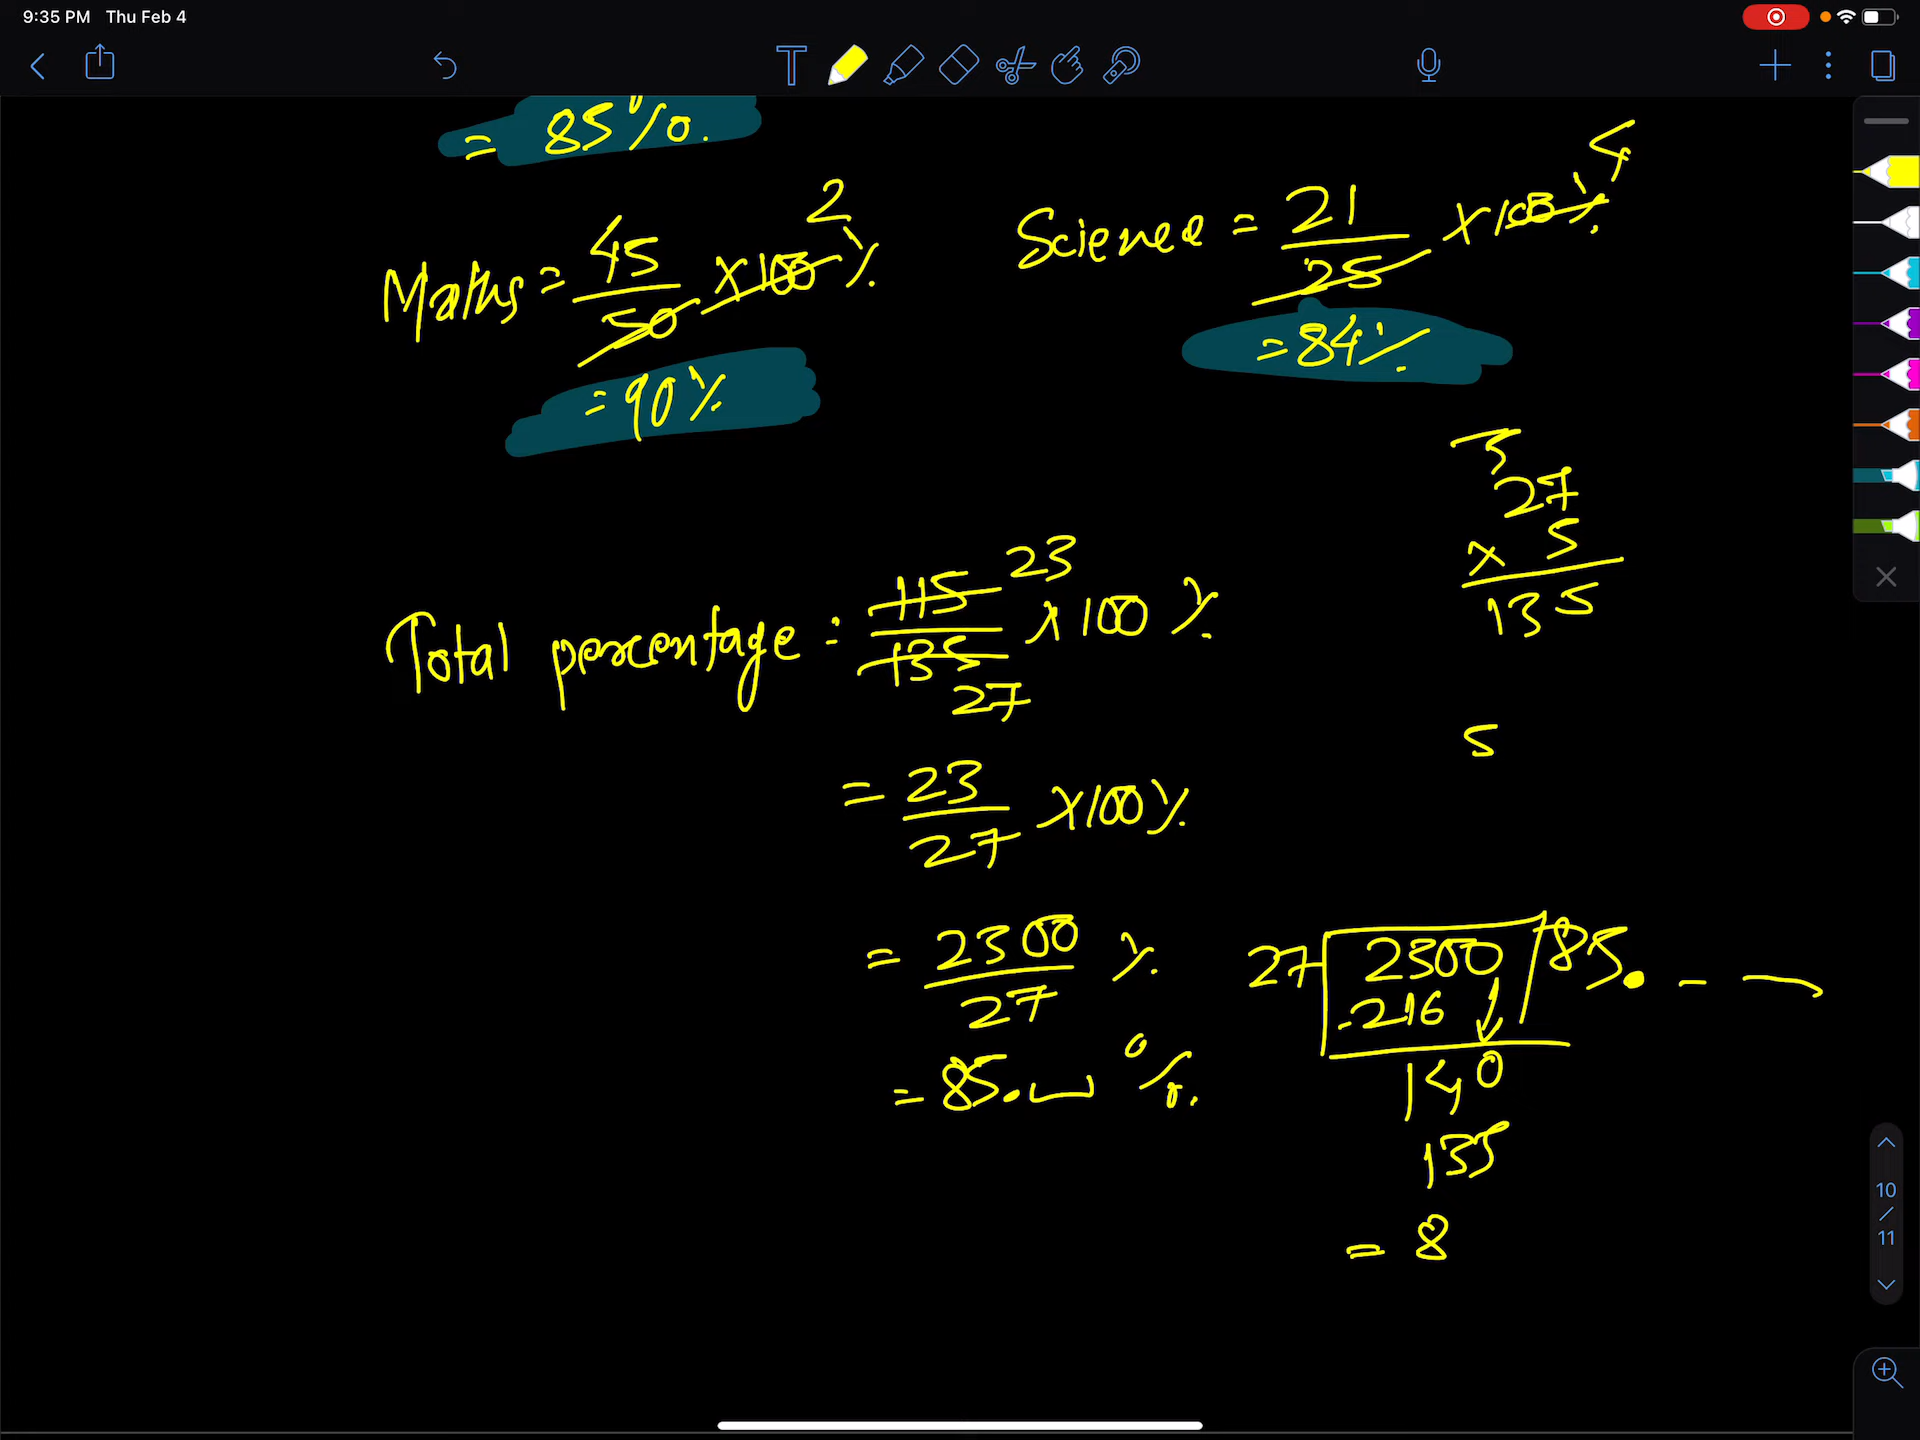 9:35 PM Thu Feb 4
= 85%.
Maths = 45/50 × 100 % 2
= 90%
Science = 21/25 × 100 % 4
= 84%
3
27
× 5
135
Total percentage = 115/135 × 100 % 23 27
5
= 23/27 × 100 %
= 2300/27 %
27 2300 85. - —
- 216
140
135
= 8
= 85. %.
10
/
11